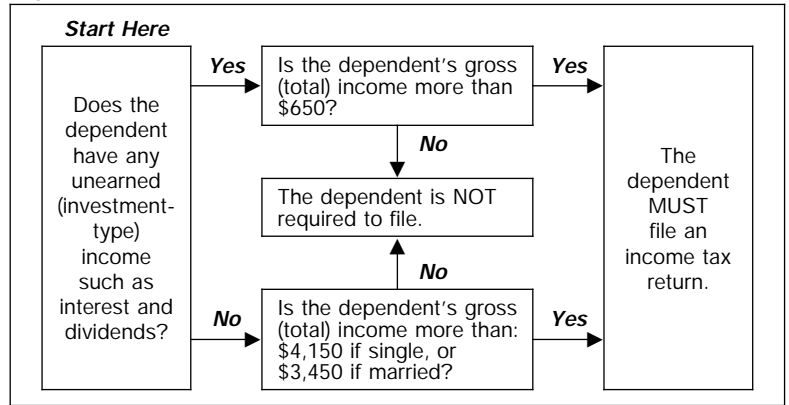 Start Here
Does the
dependent
have any
unearned
(investment-
type)
income
such as
interest and
dividends?
Yes
Is the dependent's gross
(total) income more than
$650?
Yes
No
The dependent is NOT
required to file.
No
No
Is the dependent's gross
(total) income more than:
$4,150 if single, or
$3,450 if married?
Yes
The
dependent
MUST
file an
income tax
return.